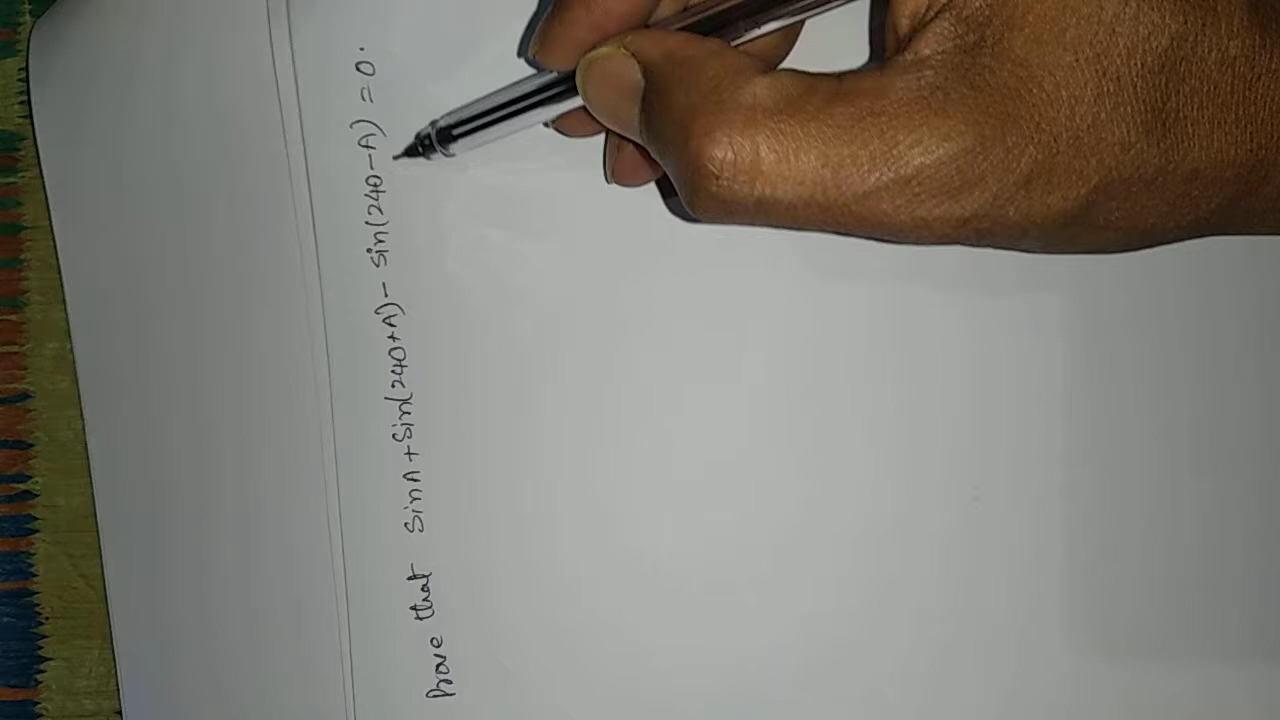 Prove that sinA + sin(240+A) - sin(240-A) = 0.